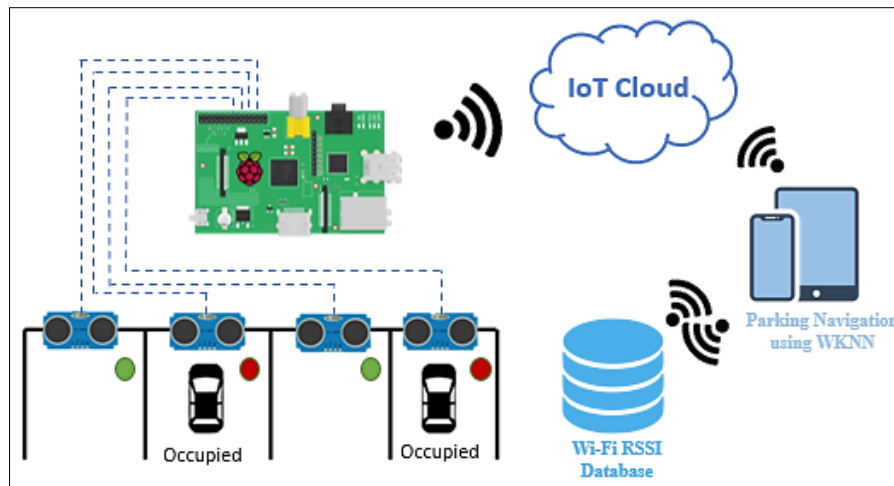 IoT Cloud
Parking Navigation
using WKNN
Occupied
Occupied
Wi-Fi RSSI
Database